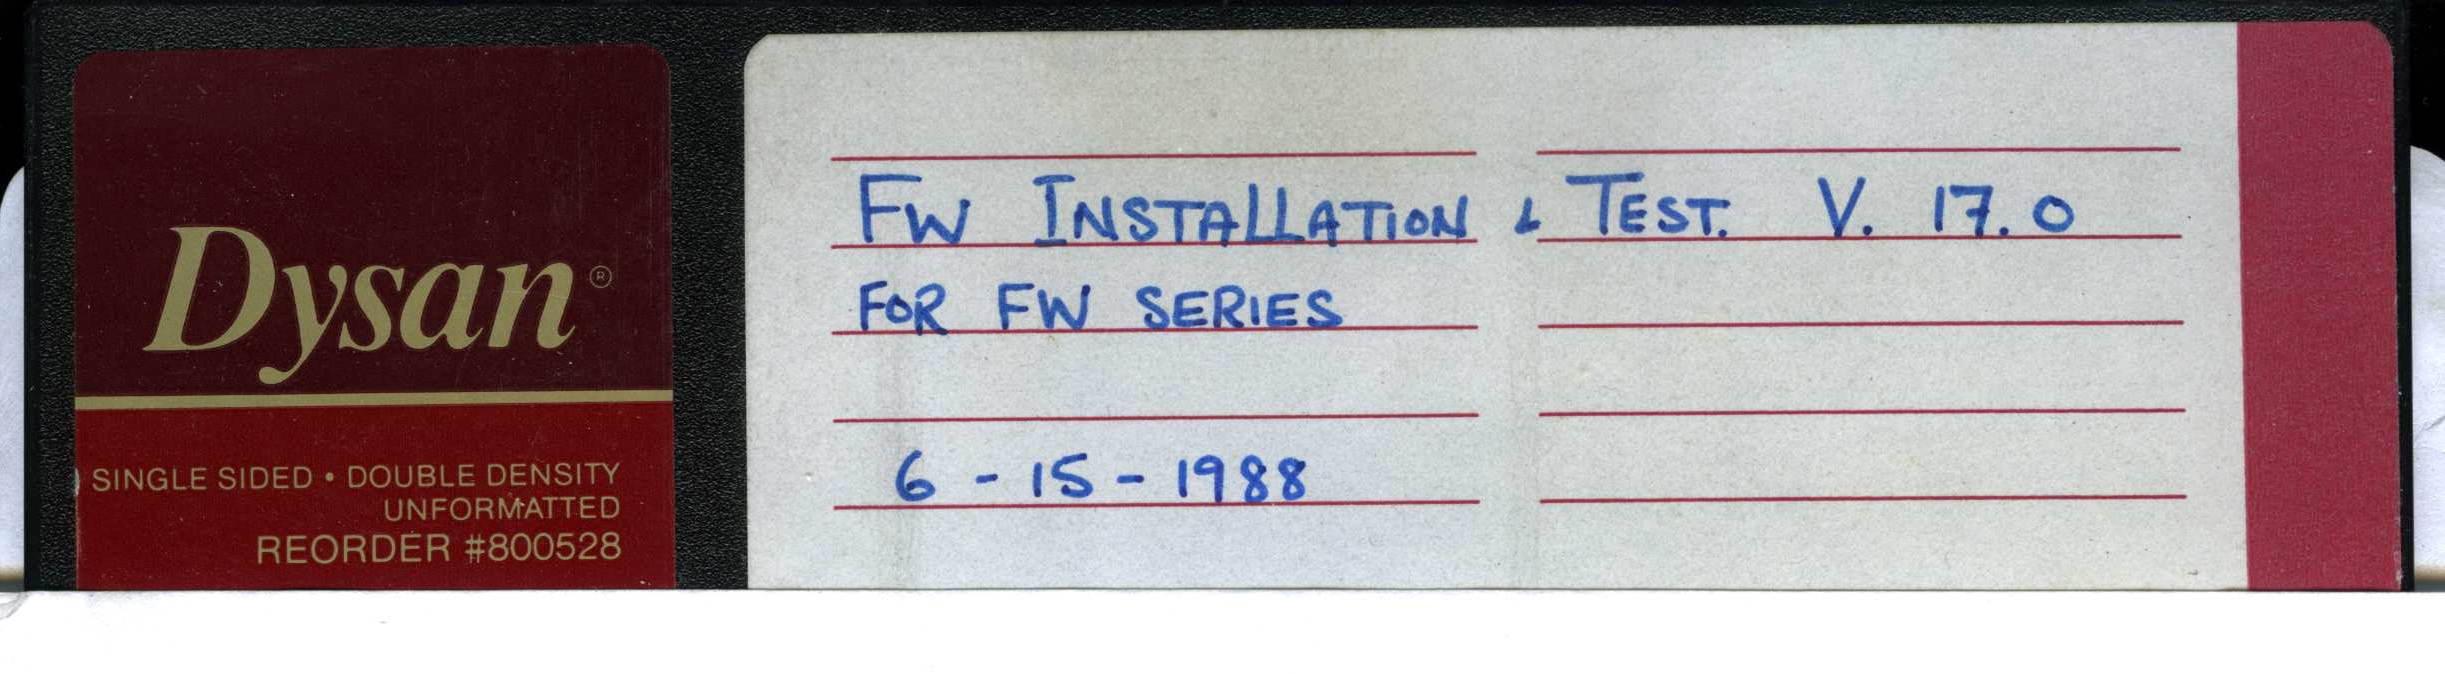 Dysan®
SINGLE SIDED • DOUBLE DENSITY
UNFORMATTED
REORDER #800528
FW INSTALLATION & TEST. V. 17.0
FOR FW SERIES
6 - 15 - 1988